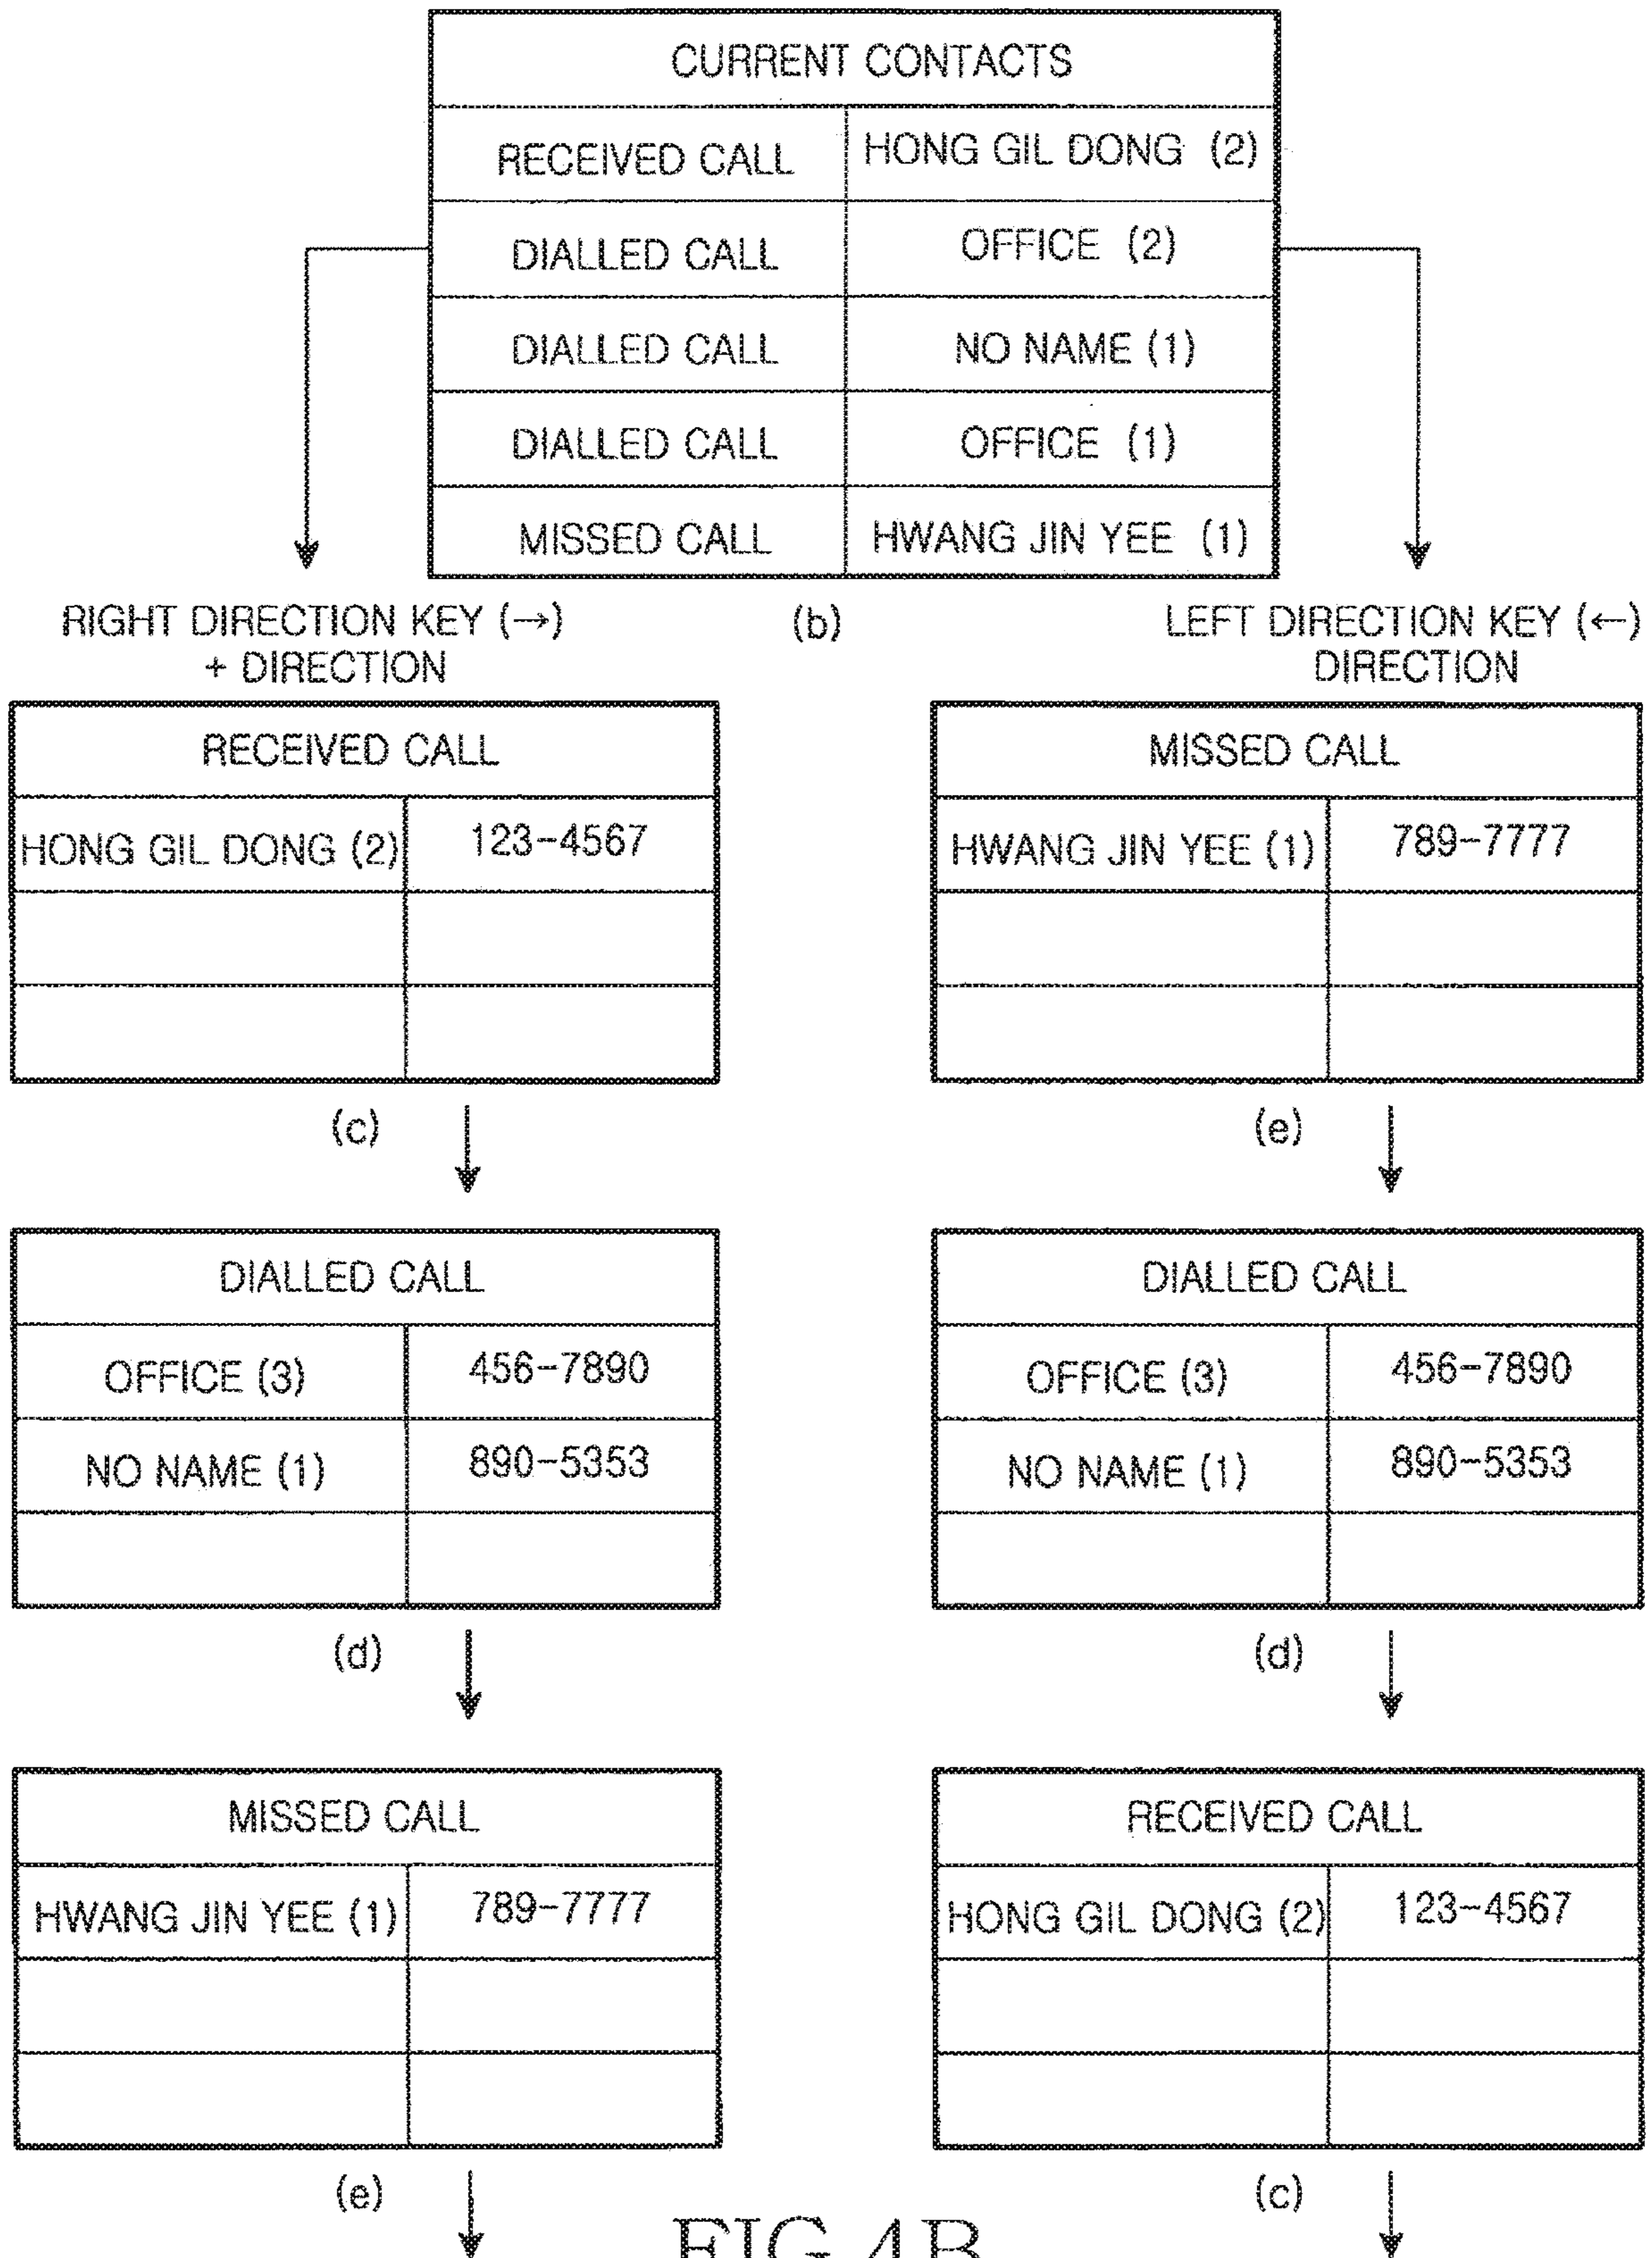 CURRENT CONTACTS
RECEIVED CALL HONG GIL DONG (2)
DIALLED CALL OFFICE (2)
DIALLED CALL NO NAME (1)
DIALLED CALL OFFICE (1)
MISSED CALL HWANG JIN YEE (1)
(b)
RIGHT DIRECTION KEY (→)
+ DIRECTION
LEFT DIRECTION KEY (←)
DIRECTION
RECEIVED CALL
HONG GIL DONG (2) 123-4567
(c)
MISSED CALL
HWANG JIN YEE (1) 789-7777
(e)
DIALLED CALL
OFFICE (3) 456-7890
NO NAME (1) 890-5353
(d)
DIALLED CALL
OFFICE (3) 456-7890
NO NAME (1) 890-5353
(d)
MISSED CALL
HWANG JIN YEE (1) 789-7777
(e)
RECEIVED CALL
HONG GIL DONG (2) 123-4567
(c)
FIG.4B